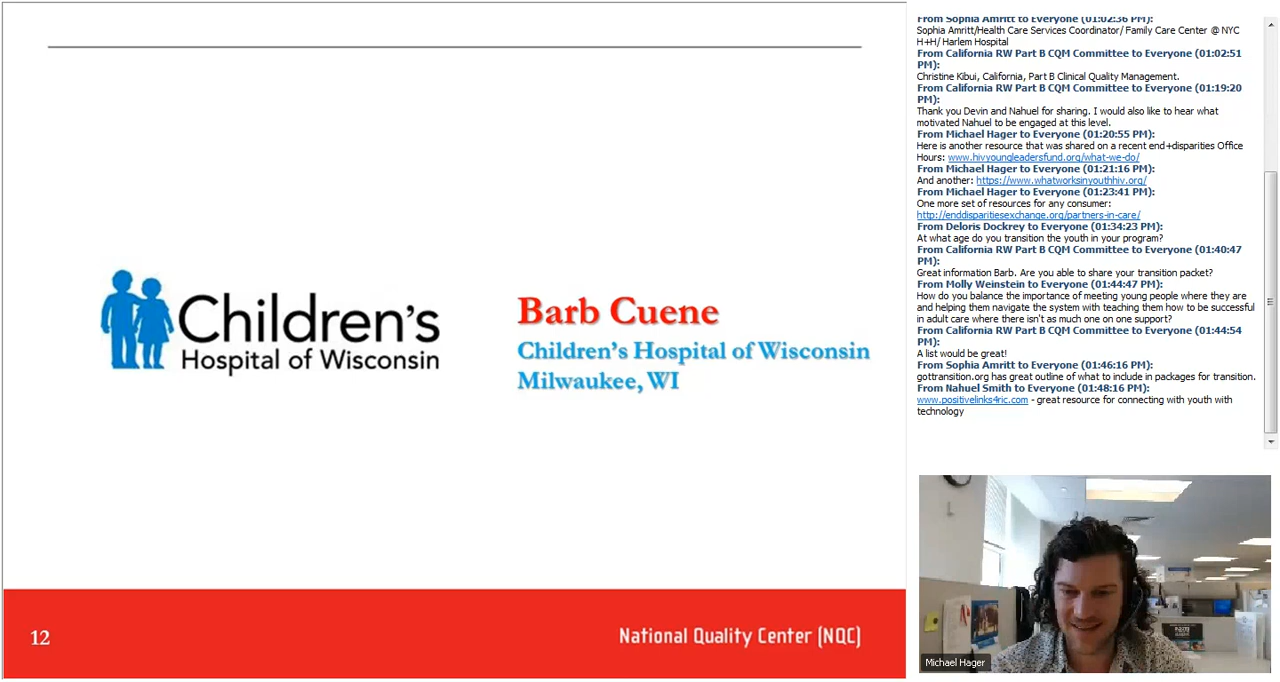 Children's
Hospital of Wisconsin
Barb Cuene
Children's Hospital of Wisconsin
Milwaukee, WI
12
National Quality Center (NQC)
From Sophia Amritt to Everyone (01:02:36 PM):
Sophia Amritt/Health Care Services Coordinator/ Family Care Center @ NYC
H+H/ Harlem Hospital
From California RW Part B CQM Committee to Everyone (01:02:51
PM):
Christine Kibui, California, Part B Clinical Quality Management.
From California RW Part B CQM Committee to Everyone (01:19:20
PM):
Thank you Devin and Nahuel for sharing. I would also like to hear what
motivated Nahuel to be engaged at this level.
From Michael Hager to Everyone (01:20:55 PM):
Here is another resource that was shared on a recent end+disparities Office
Hours: www.hivyoungleadersfund.org/what-we-do/
From Michael Hager to Everyone (01:21:16 PM):
And another: https://www.whatworksinyouthhiv.org/
From Michael Hager to Everyone (01:23:41 PM):
One more set of resources for any consumer:
http://enddisparitiesexchange.org/partners-in-care/
From Deloris Dockrey to Everyone (01:34:23 PM):
At what age do you transition the youth in your program?
From California RW Part B CQM Committee to Everyone (01:40:47
PM):
Great information Barb. Are you able to share your transition packet?
From Molly Weinstein to Everyone (01:44:47 PM):
How do you balance the importance of meeting young people where they are
and helping them navigate the system with teaching them how to be successful
in adult care where there isn't as much one on one support?
From California RW Part B CQM Committee to Everyone (01:44:54
PM):
A list would be great!
From Sophia Amritt to Everyone (01:46:16 PM):
gottransition.org has great outline of what to include in packages for transition.
From Nahuel Smith to Everyone (01:48:16 PM):
www.positivelinks4ric.com - great resource for connecting with youth with
technology
Michael Hager